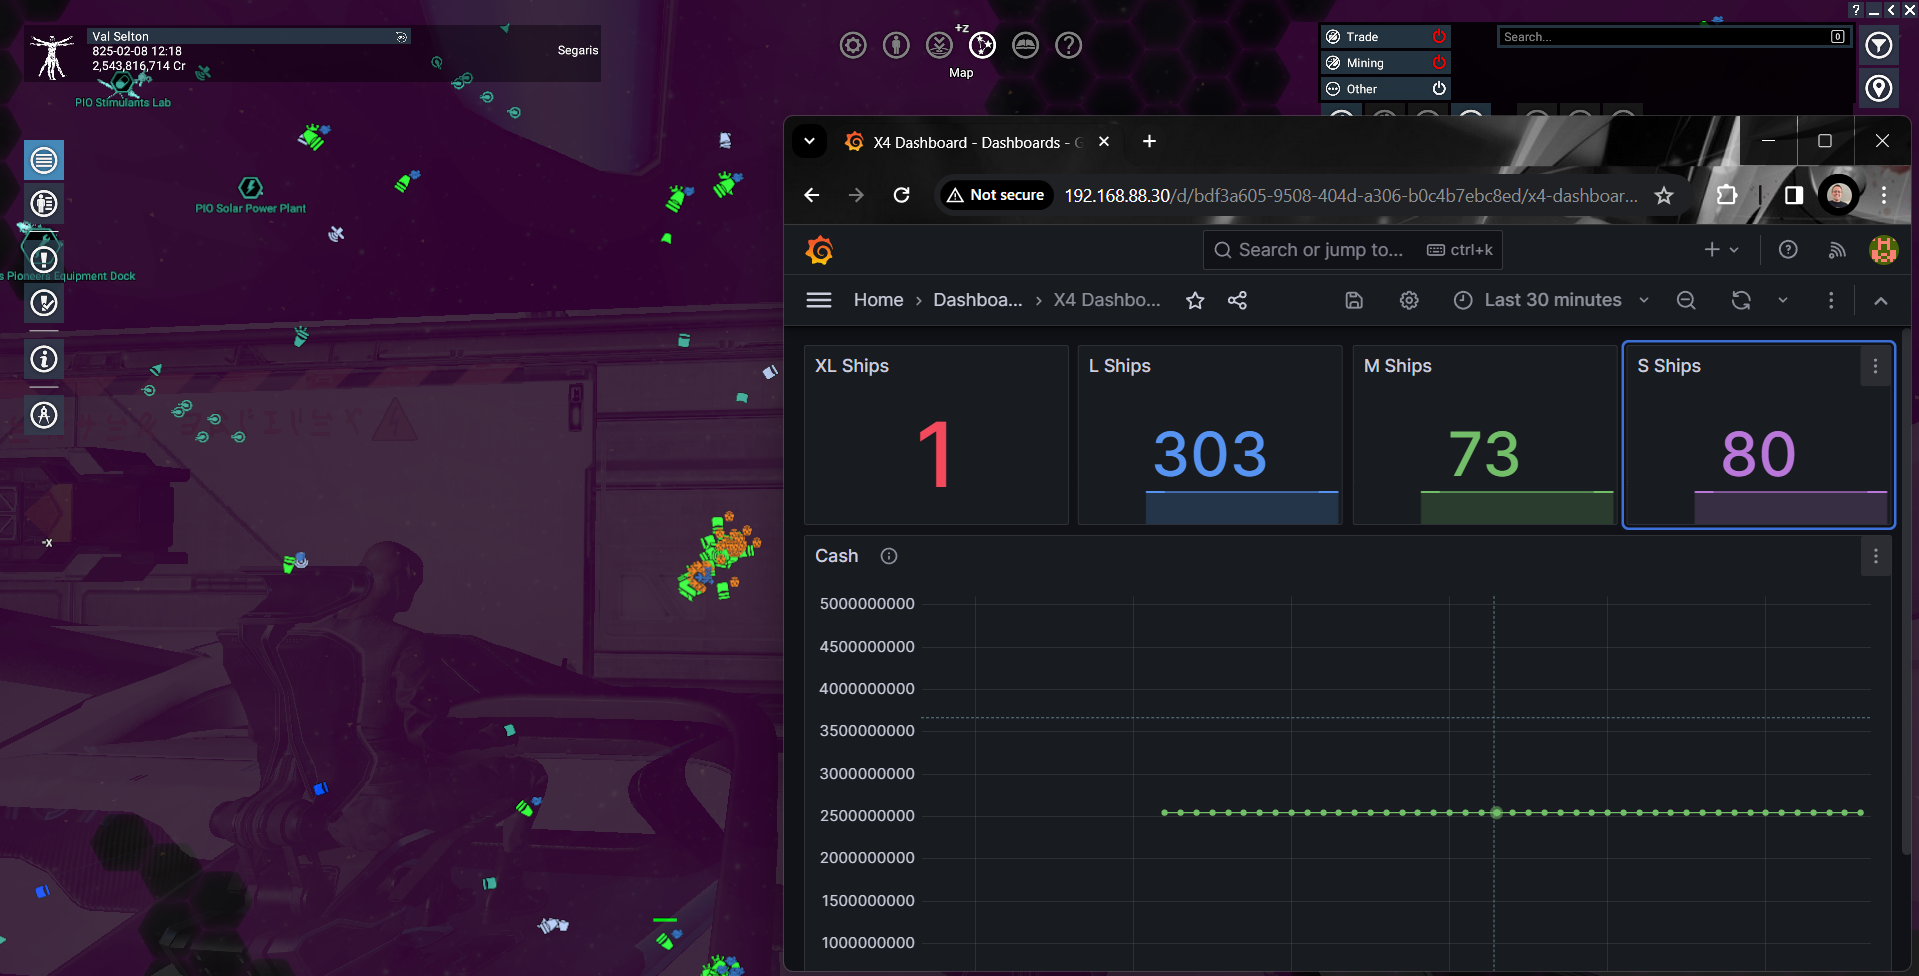 Val Selton
825-02-08 12:18
2,543,816,714 Cr
Segaris
PIO Stimulants Lab
PIO Solar Power Plant
s Pioneers Equipment Dock
-x
+z
Map
Trade
Mining
Other
Search...
0
X4 Dashboard - Dashboards - G
Not secure
192.168.88.30/d/bdf3a605-9508-404d-a306-b0c4b7ebc8ed/x4-dashboar...
Search or jump to...
ctrl+k
Home
Dashboa...
X4 Dashbo...
Last 30 minutes
XL Ships
L Ships
M Ships
S Ships
1
303
73
80
Cash
5000000000
4500000000
4000000000
3500000000
3000000000
2500000000
2000000000
1500000000
1000000000